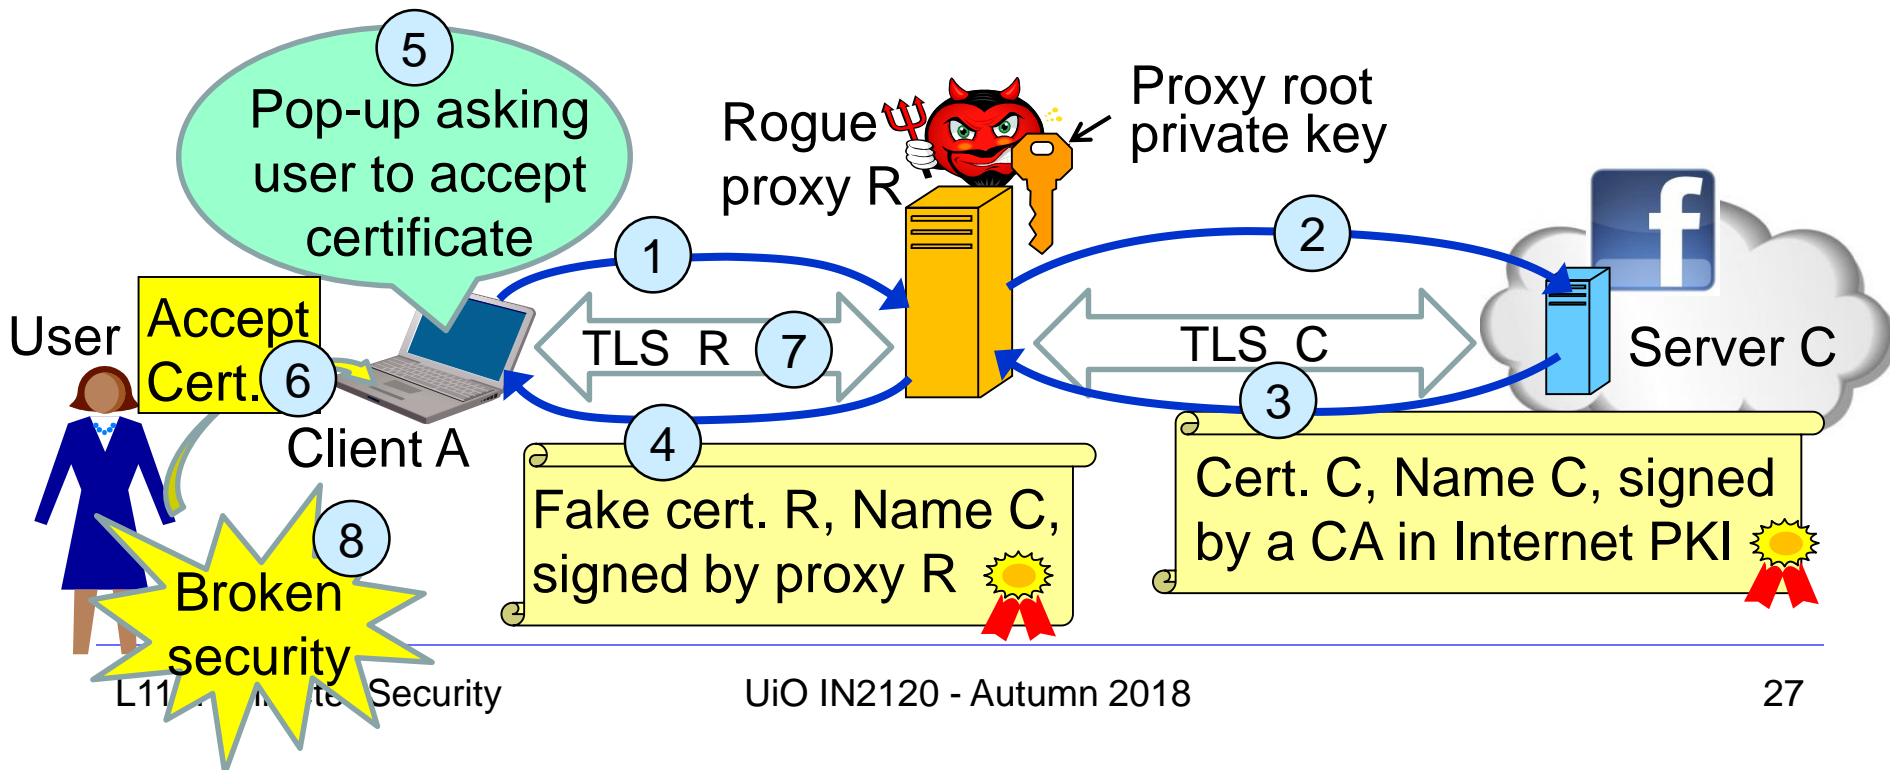 5
Pop-up asking
user to accept
certificate
Rogue
proxy R
Proxy root
private key
1
2
f
User
Accept
Cert.
6
TLS R
7
TLS C
Server C
Client A
4
3
Fake cert. R, Name C,
signed by proxy R
Cert. C, Name C, signed
by a CA in Internet PKI
8
Broken
security
Security
UiO IN2120 - Autumn 2018
27